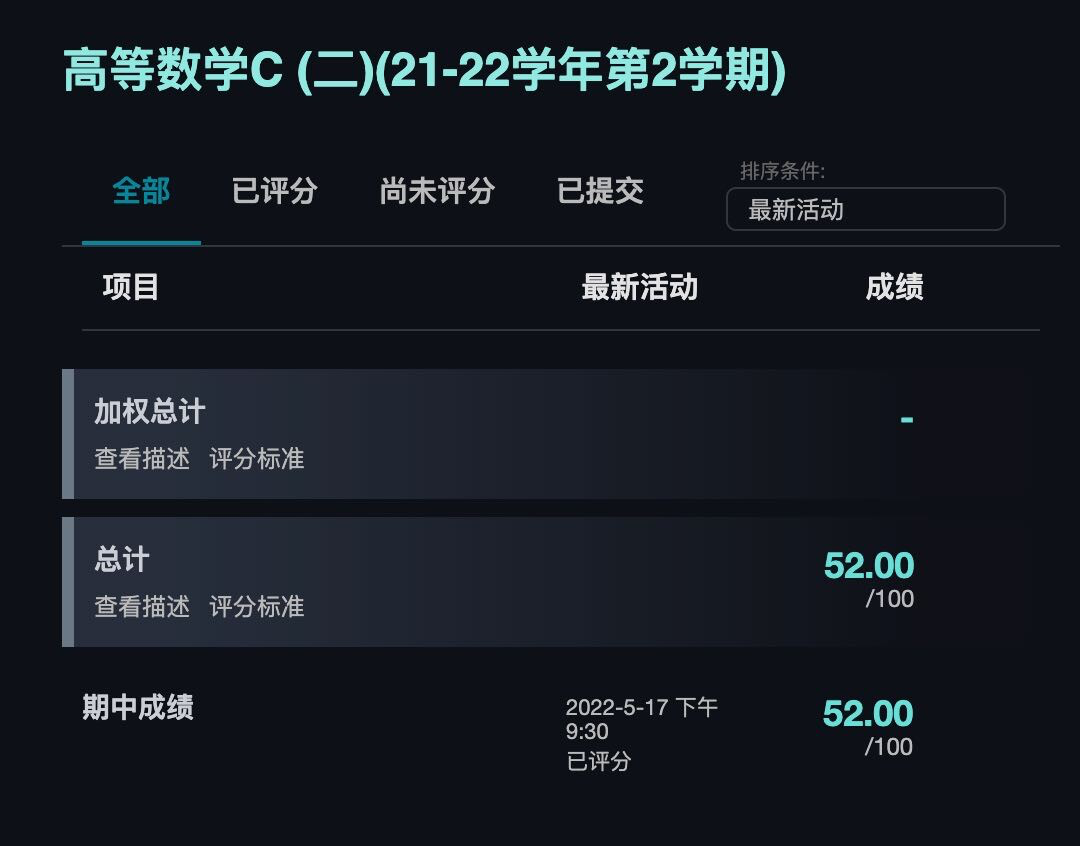 高等数学C (二)(21-22学年第2学期)
全部 已评分 尚未评分 已提交
排序条件:
最新活动
项目 最新活动 成绩
加权总计
-
查看描述 评分标准
总计
52.00
/100
查看描述 评分标准
期中成绩
2022-5-17 下午
9:30
已评分
52.00
/100